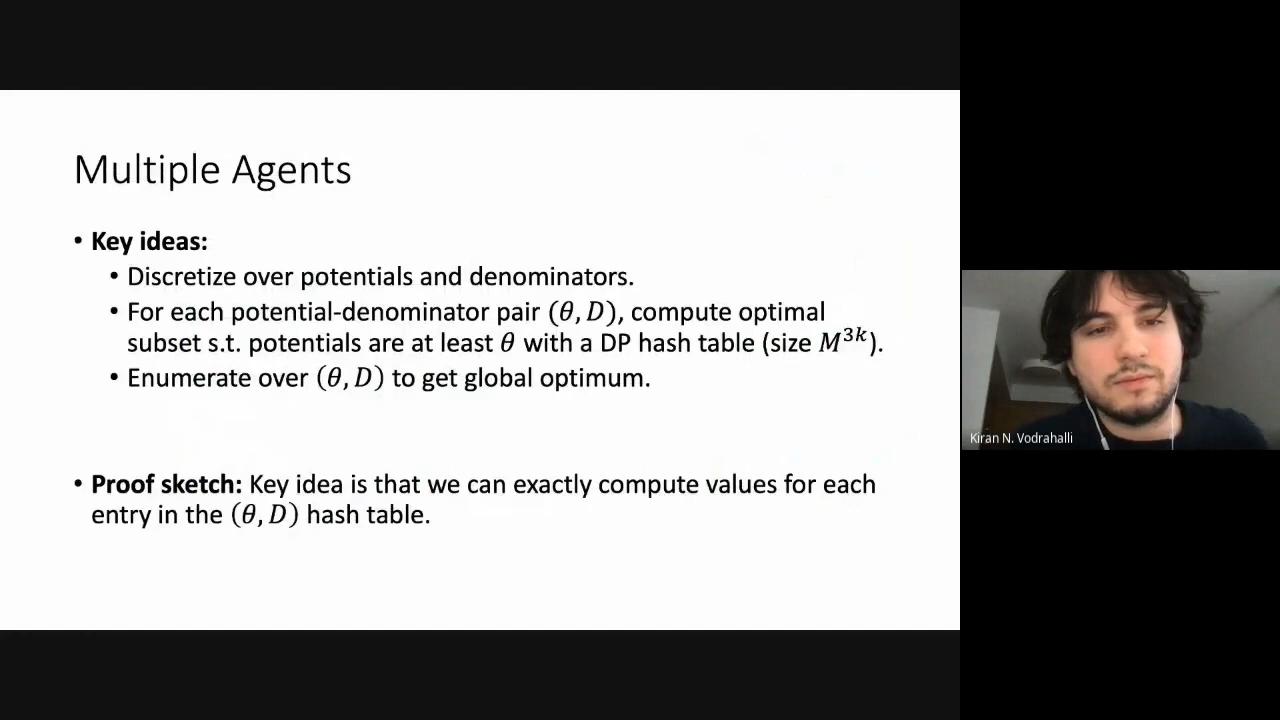 Multiple Agents
• Key ideas:
• Discretize over potentials and denominators.
• For each potential-denominator pair (θ, D), compute optimal
subset s.t. potentials are at least θ with a DP hash table (size M^{3k}).
• Enumerate over (θ, D) to get global optimum.
• Proof sketch: Key idea is that we can exactly compute values for each
entry in the (θ, D) hash table.
Kiran N. Vodrahalli